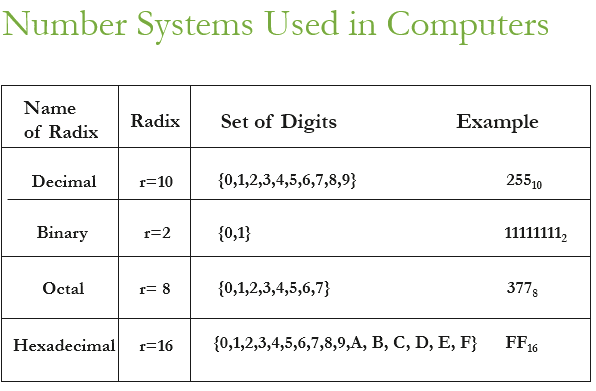 Number Systems Used in Computers
Name of Radix Radix Set of Digits Example
Decimal r=10 {0,1,2,3,4,5,6,7,8,9} 255₁₀
Binary r=2 {0,1} 11111111₂
Octal r= 8 {0,1,2,3,4,5,6,7} 377₈
Hexadecimal r=16 {0,1,2,3,4,5,6,7,8,9,A, B, C, D, E, F} FF₁₆